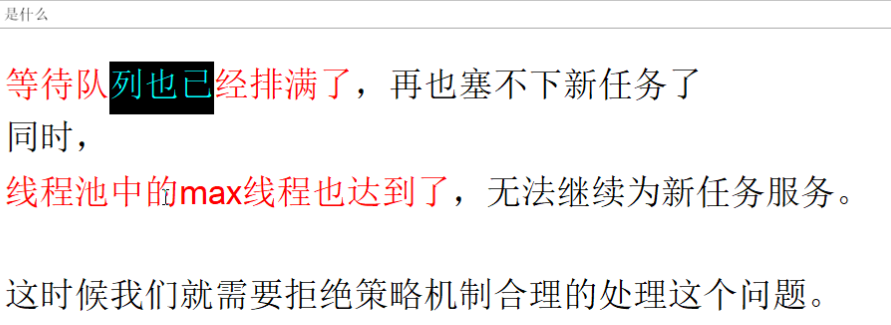 是什么
等待队列也已经排满了，再也塞不下新任务了
同时，
线程池中的max线程也达到了，无法继续为新任务服务。
这时候我们就需要拒绝策略机制合理的处理这个问题。